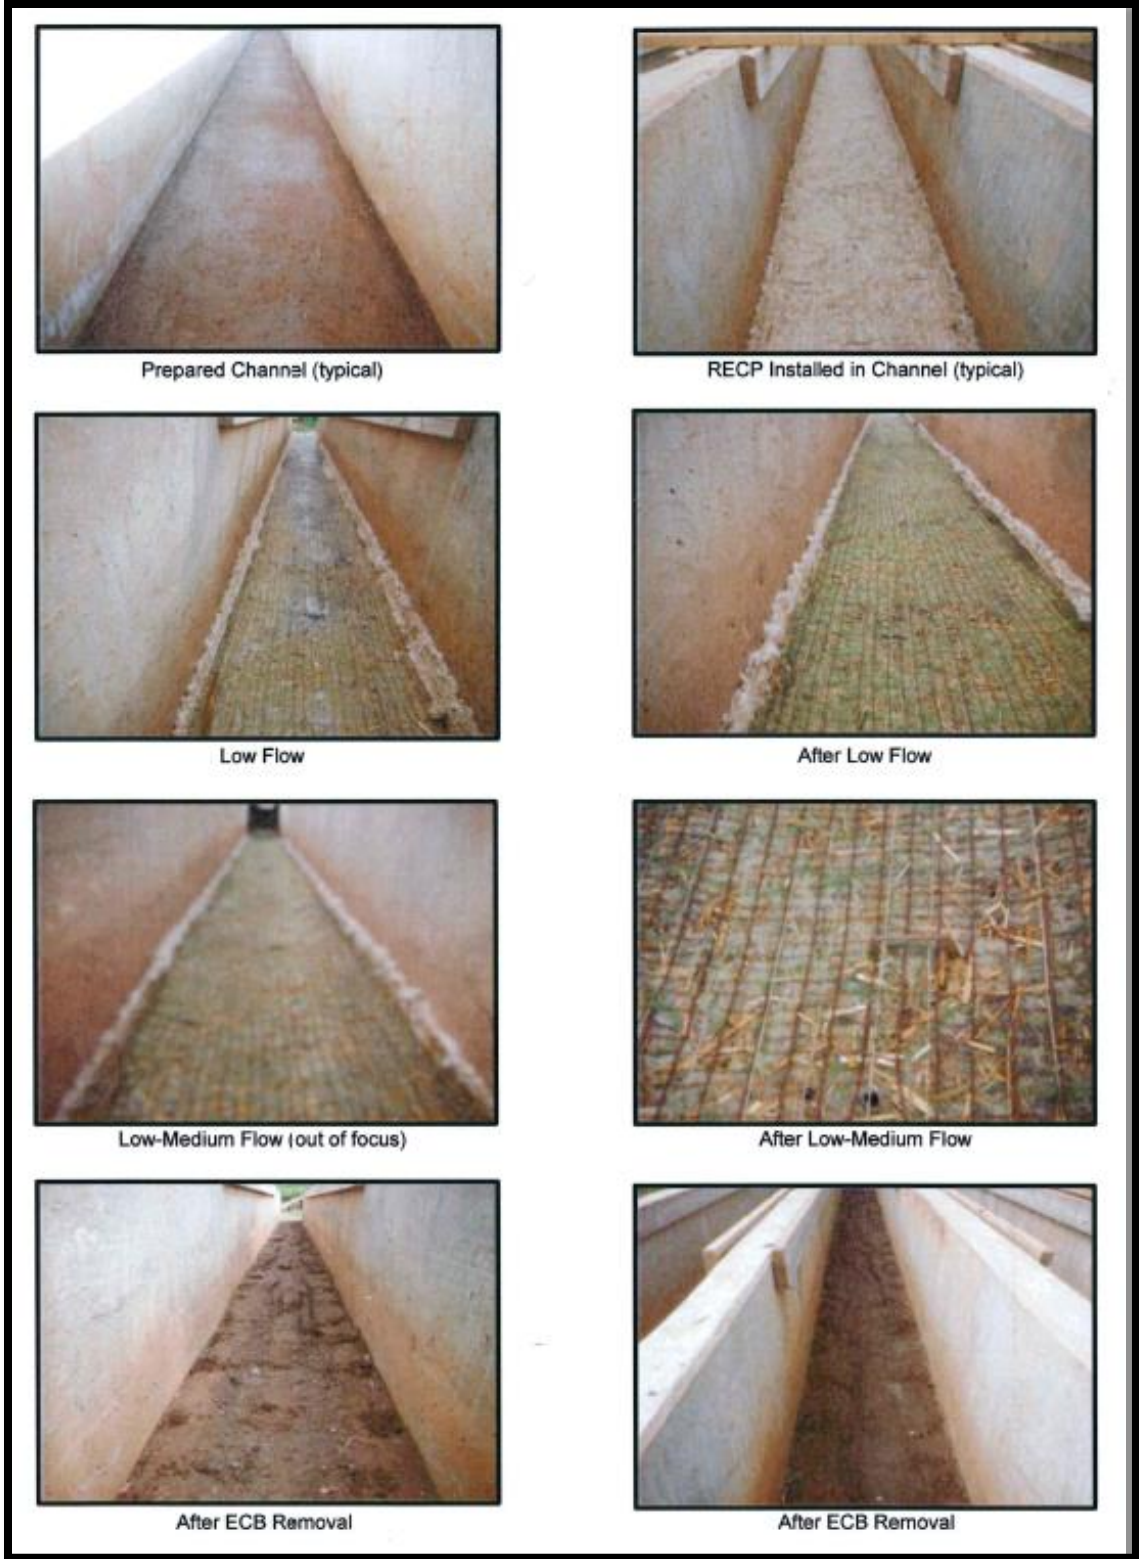 Prepared Channel (typical)
RECP Installed in Channel (typical)
Low Flow
After Low Flow
Low-Medium Flow (out of focus)
After Low-Medium Flow
After ECB Removal
After ECB Removal